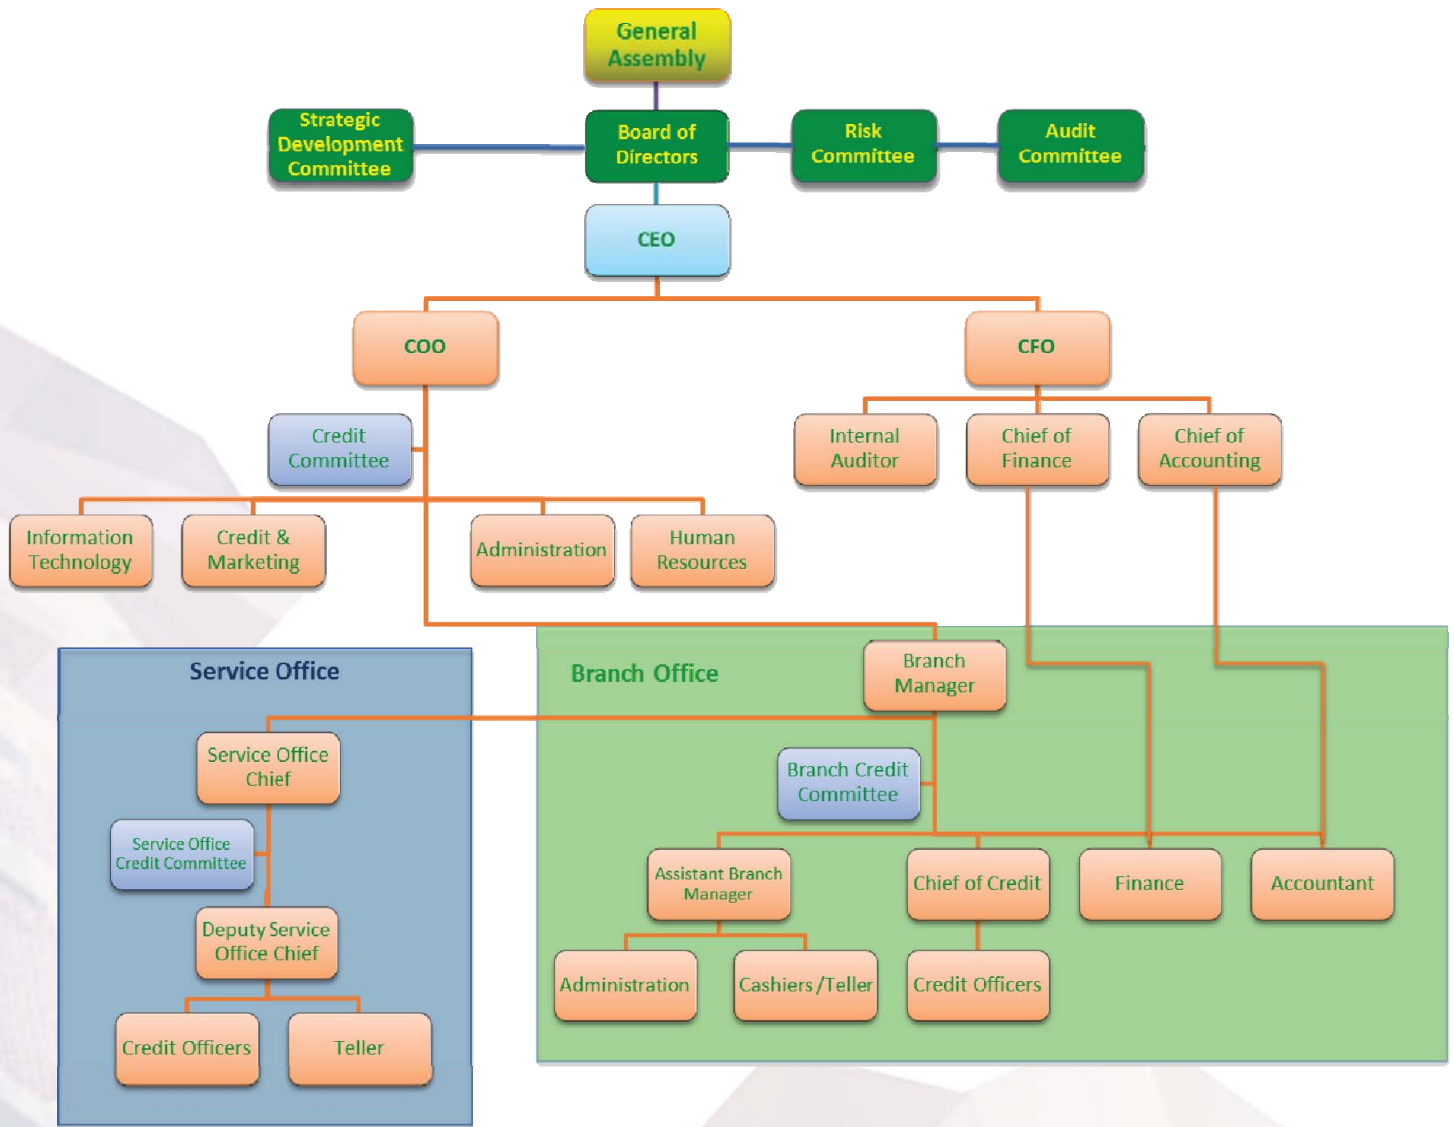 General
Assembly
Strategic
Development
Committee
Board of
Directors
Risk
Committee
Audit
Committee
CEO
COO
CFO
Credit
Committee
Internal
Auditor
Chief of
Finance
Chief of
Accounting
Information
Technology
Credit &
Marketing
Administration
Human
Resources
Service Office
Branch Office
Branch
Manager
Service Office
Chief
Branch Credit
Committee
Service Office
Credit Committee
Assistant Branch
Manager
Chief of Credit
Finance
Accountant
Deputy Service
Office Chief
Administration
Cashiers /Teller
Credit Officers
Credit Officers
Teller